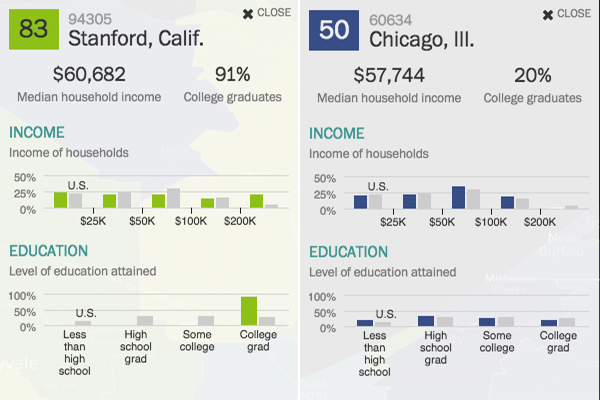 83
94305
Stanford, Calif.
CLOSE
$60,682
91%
Median household income
College graduates
INCOME
Income of households
50%
U.S.
25%
0%
$25K $50K $100K $200K
EDUCATION
Level of education attained
100%
U.S.
50%
0%
Less than high school
High school grad
Some college
College grad
50
60634
Chicago, Ill.
CLOSE
$57,744
20%
Median household income
College graduates
INCOME
Income of households
50%
U.S.
25%
0%
$25K $50K $100K $200K
EDUCATION
Level of education attained
100%
U.S.
50%
0%
Less than high school
High school grad
Some college
College grad
New
Buffalo